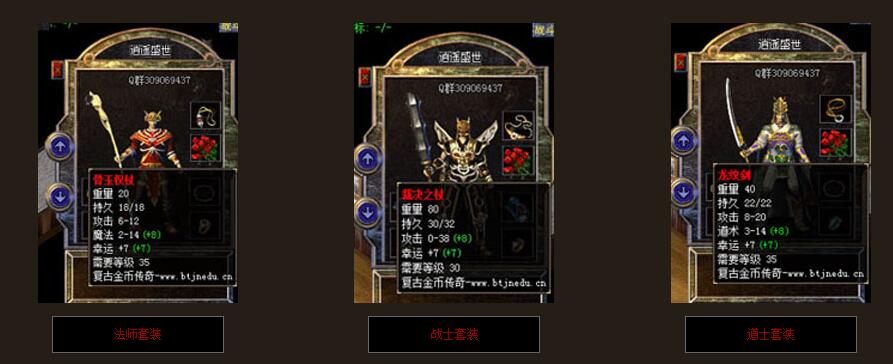 战斗
逍遥盛世
Q群309069437
骨玉权杖
重量 20
持久 18/18
攻击 6-12
魔法 2-14 (+8)
幸运 +7 (+7)
需要等级 35
复古金币传奇-www.btjnedu.cn
法师套装
标: -/-
战斗
逍遥盛世
Q群309069437
裁决之杖
重量 80
持久 30/32
攻击 0-38 (+8)
幸运 +7 (+7)
需要等级 30
复古金币传奇-www.btjnedu.cn
战士套装
逍遥盛世
Q群309069437
龙纹剑
重量 40
持久 22/22
攻击 8-20
道术 3-14 (+8)
幸运 +7 (+7)
需要等级 35
复古金币传奇-www.btjnedu.cn
道士套装